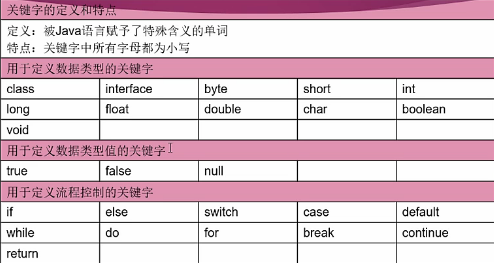 关键字的定义和特点
定义：被Java语言赋予了特殊含义的单词
特点：关键字中所有字母都为小写
用于定义数据类型的关键字
class interface byte short int
long float double char boolean
void
用于定义数据类型值的关键字
true false null
用于定义流程控制的关键字
if else switch case default
while do for break continue
return